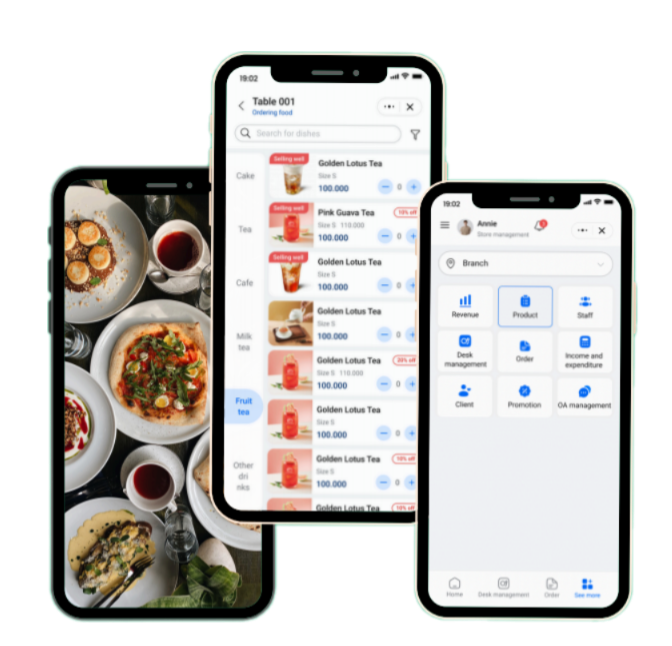 19:02
Table 001
Ordering food
Search for dishes
Cake
Tea
Cafe
Milk
tea
Fruit
tea
Other
dri
nks
Selling well
Golden Lotus Tea
Size S
100.000
0
Selling well
Pink Guava Tea
10% off
Size S 110.000
100.000
0
Selling well
Golden Lotus Tea
Size S
100.000
0
Golden Lotus Tea
Size S
100.000
0
Golden Lotus Tea
20% off
Size S 110.000
100.000
0
Golden Lotus Tea
Size S
100.000
0
Golden Lotus Tea
10% off
Size S
100.000
0
Golden Lotus Tea
10% off
19:02
Annie
Store management
Branch
Revenue
Product
Staff
Desk
management
Order
Income and
expenditure
Client
Promotion
OA management
Home
Desk management
Order
See more